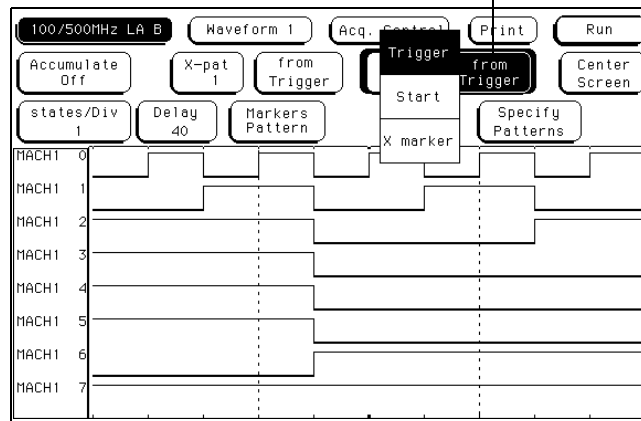 100/500MHz LA B Waveform 1 Acq. Control Print Run
Accumulate Off X-pat 1 from Trigger Trigger from Trigger Center Screen
Start
X marker
states/Div 1 Delay 40 Markers Pattern Specify Patterns
MACH1 0
MACH1 1
MACH1 2
MACH1 3
MACH1 4
MACH1 5
MACH1 6
MACH1 7